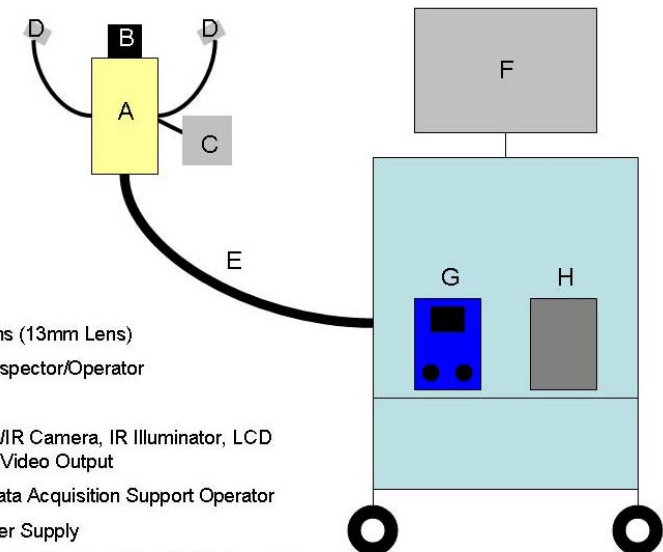 D
B
D
A
C
F
E
G
H
ns (13mm Lens)
spector/Operator
/IR Camera, IR Illuminator, LCD
Video Output
ata Acquisition Support Operator
er Supply